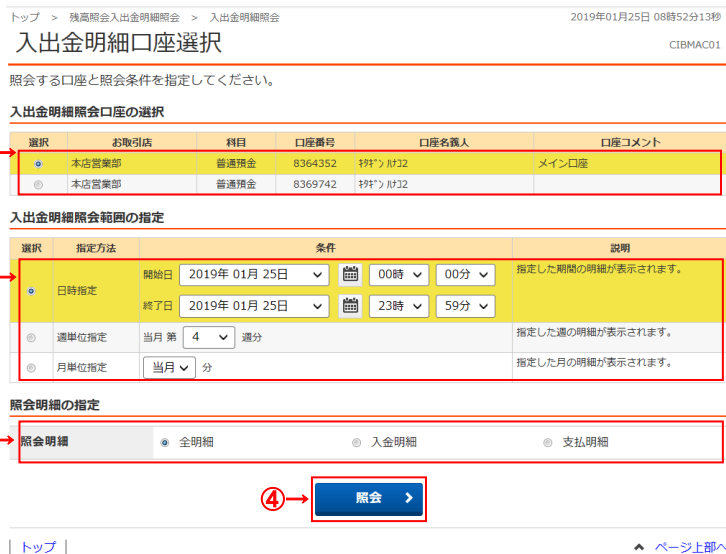 トップ > 残高照会入出金明細照会 > 入出金明細照会 2019年01月25日 08時52分13秒
入出金明細口座選択 CIBMAC01
照会する口座と照会条件を指定してください。
入出金明細照会口座の選択
選択 お取引店 科目 口座番号 口座名義人 口座コメント
本店営業部 普通預金 8364352 ｷﾀｷﾞﾝ ﾊﾅｺ2 メイン口座
本店営業部 普通預金 8369742 ｷﾀｷﾞﾝ ﾊﾅｺ2
入出金明細照会範囲の指定
選択 指定方法 条件 説明
日時指定 開始日 2019年 01月 25日 00時 00分 指定した期間の明細が表示されます。
終了日 2019年 01月 25日 23時 59分
週単位指定 当月 第 4 週分 指定した週の明細が表示されます。
月単位指定 当月 分 指定した月の明細が表示されます。
照会明細の指定
照会明細 全明細 入金明細 支払明細
④ 照会
トップ ページ上部へ